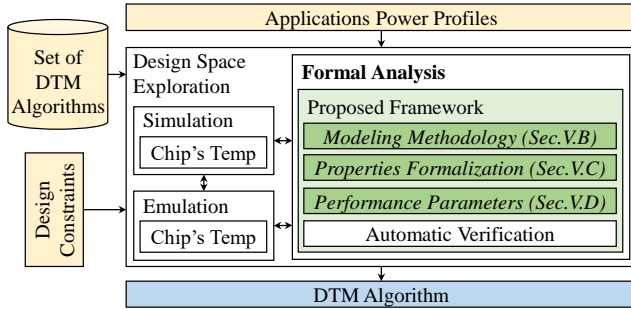 Applications Power Profiles
Set of
DTM
Algorithms
Design Space
Exploration
Simulation
Chip's Temp
Emulation
Chip's Temp
Formal Analysis
Proposed Framework
Modeling Methodology (Sec.V.B)
Properties Formalization (Sec.V.C)
Performance Parameters (Sec.V.D)
Automatic Verification
Design
Constraints
DTM Algorithm